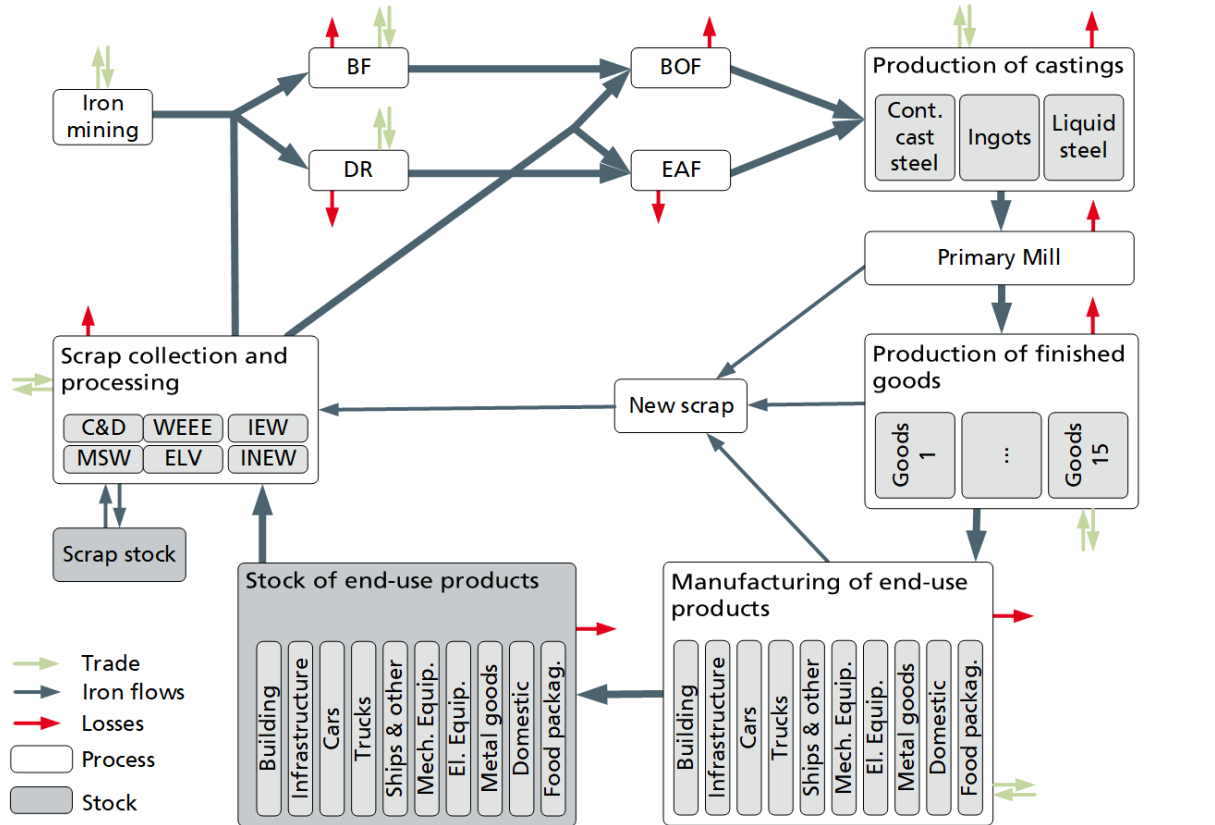 BF
BOF
Production of castings
Iron
mining
Cont.
cast
steel
Ingots
Liquid
steel
DR
EAF
Primary Mill
Scrap collection and
processing
Production of finished
goods
New scrap
C&D
WEEE
IEW
MSW
ELV
INEW
Goods
1
...
Goods
15
Scrap stock
Stock of end-use products
Manufacturing of end-use
products
Building
Infrastructure
Cars
Trucks
Ships & other
Mech. Equip.
El. Equip.
Metal goods
Domestic
Food packag.
Building
Infrastructure
Cars
Trucks
Ships & other
Mech. Equip.
El. Equip.
Metal goods
Domestic
Food packag.
Trade
Iron flows
Losses
Process
Stock